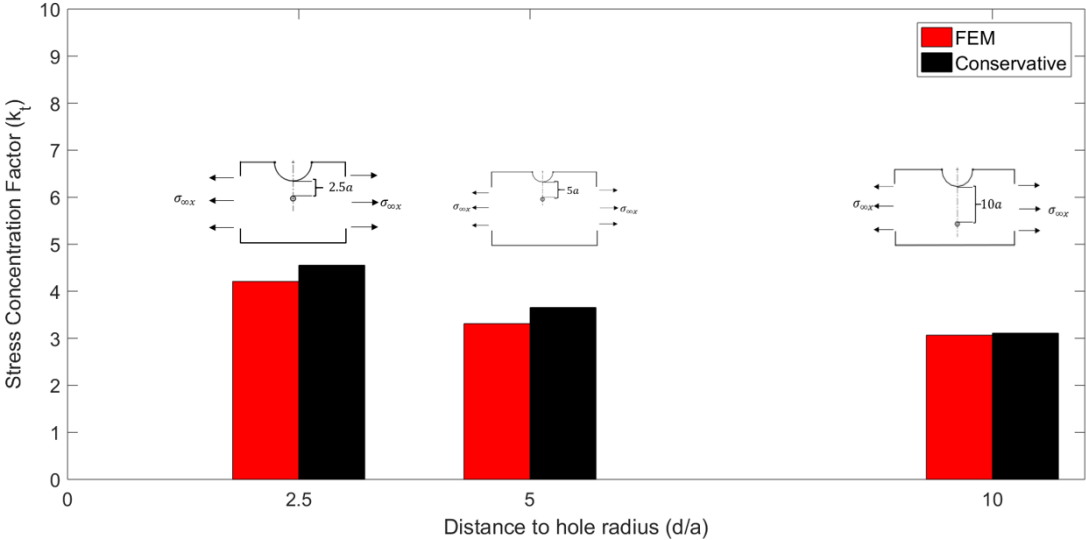 10
9
8
7
6
5
4
3
2
1
0
Stress Concentration Factor (kₜ)
FEM
Conservative
2.5a
σ∞x
σ∞x
5a
σ∞x
σ∞x
10a
σ∞x
σ∞x
0
2.5
5
10
Distance to hole radius (d/a)